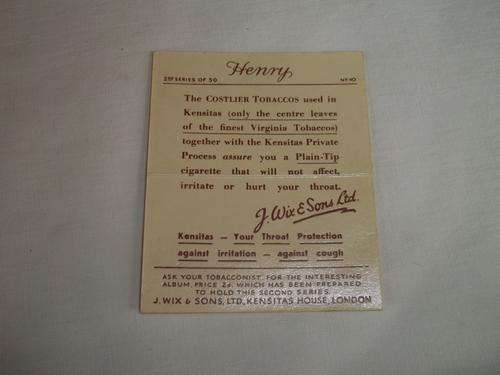 Henry
2ND SERIES OF 50 Nº 40
The COSTLIER TOBACCOS used in
Kensitas (only the centre leaves
of the finest Virginia Tobaccos)
together with the Kensitas Private
Process assure you a Plain-Tip
cigarette that will not affect,
irritate or hurt your throat.
J. Wix & Sons Ltd.
Kensitas — Your Throat Protection
against irritation — against cough
ASK YOUR TOBACCONIST FOR THE INTERESTING
ALBUM, PRICE 2d. WHICH HAS BEEN PREPARED
TO HOLD THIS SECOND SERIES.
J. WIX & SONS, LTD, KENSITAS HOUSE, LONDON